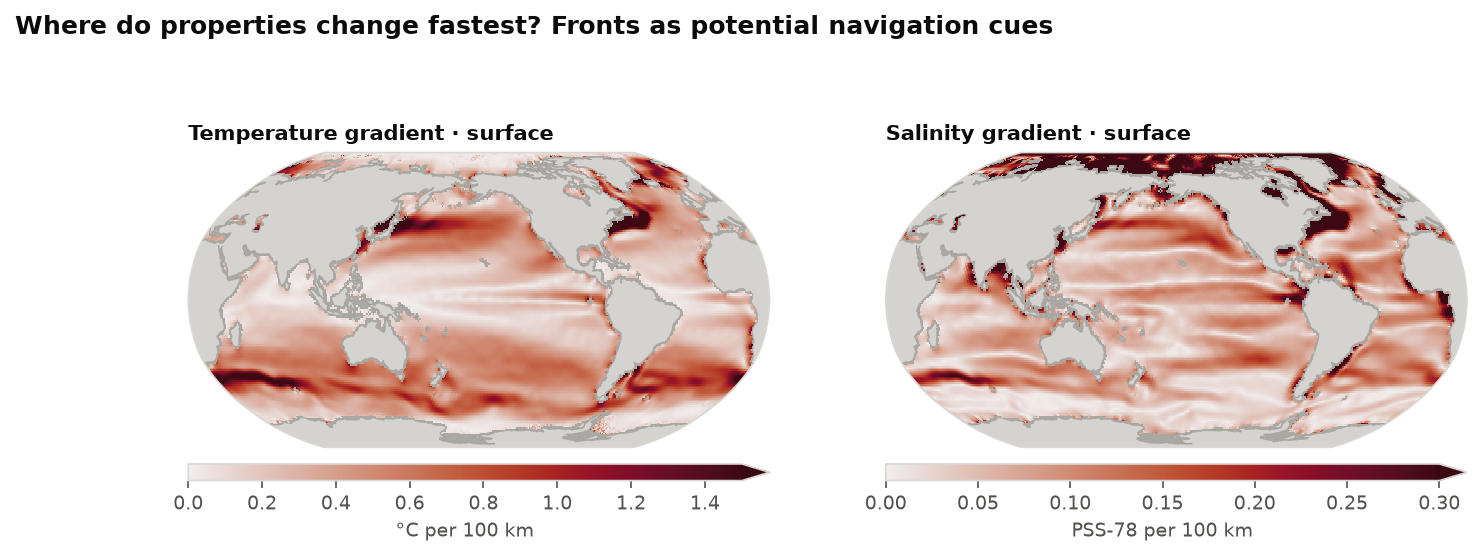 Where do properties change fastest? Fronts as potential navigation cues
Temperature gradient · surface
0.0 0.2 0.4 0.6 0.8 1.0 1.2 1.4
°C per 100 km
Salinity gradient · surface
0.00 0.05 0.10 0.15 0.20 0.25 0.30
PSS-78 per 100 km